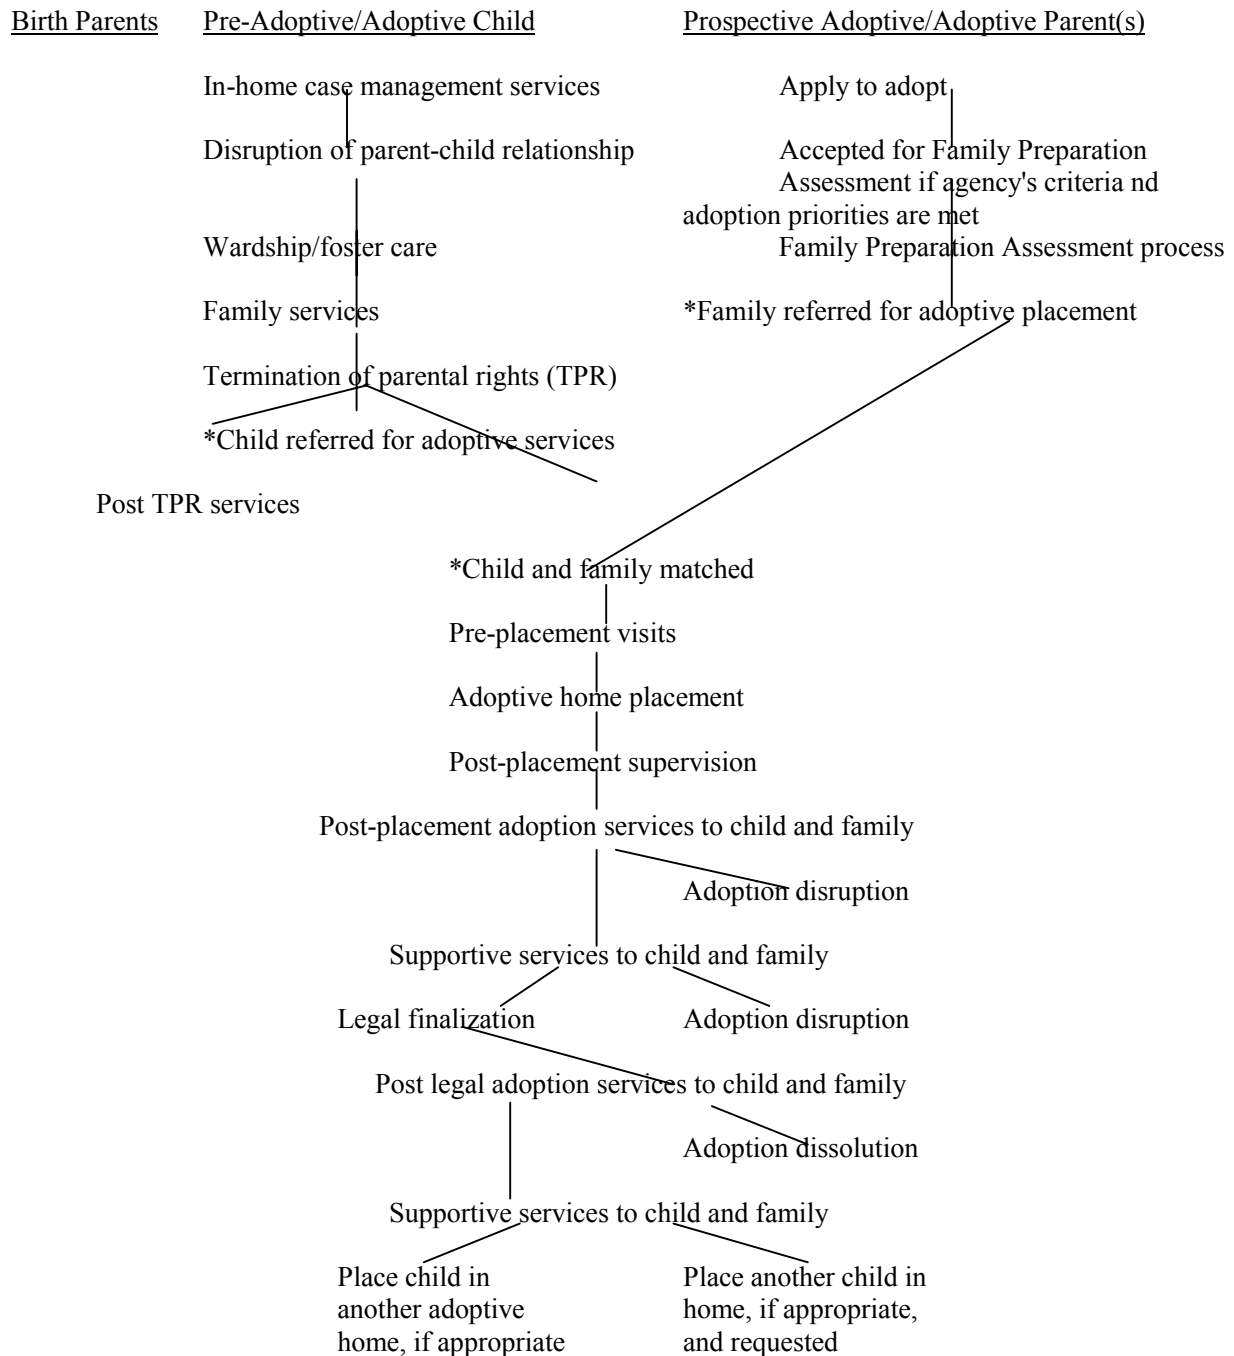 Birth Parents Pre-Adoptive/Adoptive Child Prospective Adoptive/Adoptive Parent(s)
In-home case management services Apply to adopt
Disruption of parent-child relationship Accepted for Family Preparation
Assessment if agency's criteria nd
adoption priorities are met
Wardship/foster care Family Preparation Assessment process
Family services *Family referred for adoptive placement
Termination of parental rights (TPR)
*Child referred for adoptive services
Post TPR services
*Child and family matched
Pre-placement visits
Adoptive home placement
Post-placement supervision
Post-placement adoption services to child and family
Adoption disruption
Supportive services to child and family
Legal finalization Adoption disruption
Post legal adoption services to child and family
Adoption dissolution
Supportive services to child and family
Place child in Place another child in
another adoptive home, if appropriate,
home, if appropriate and requested